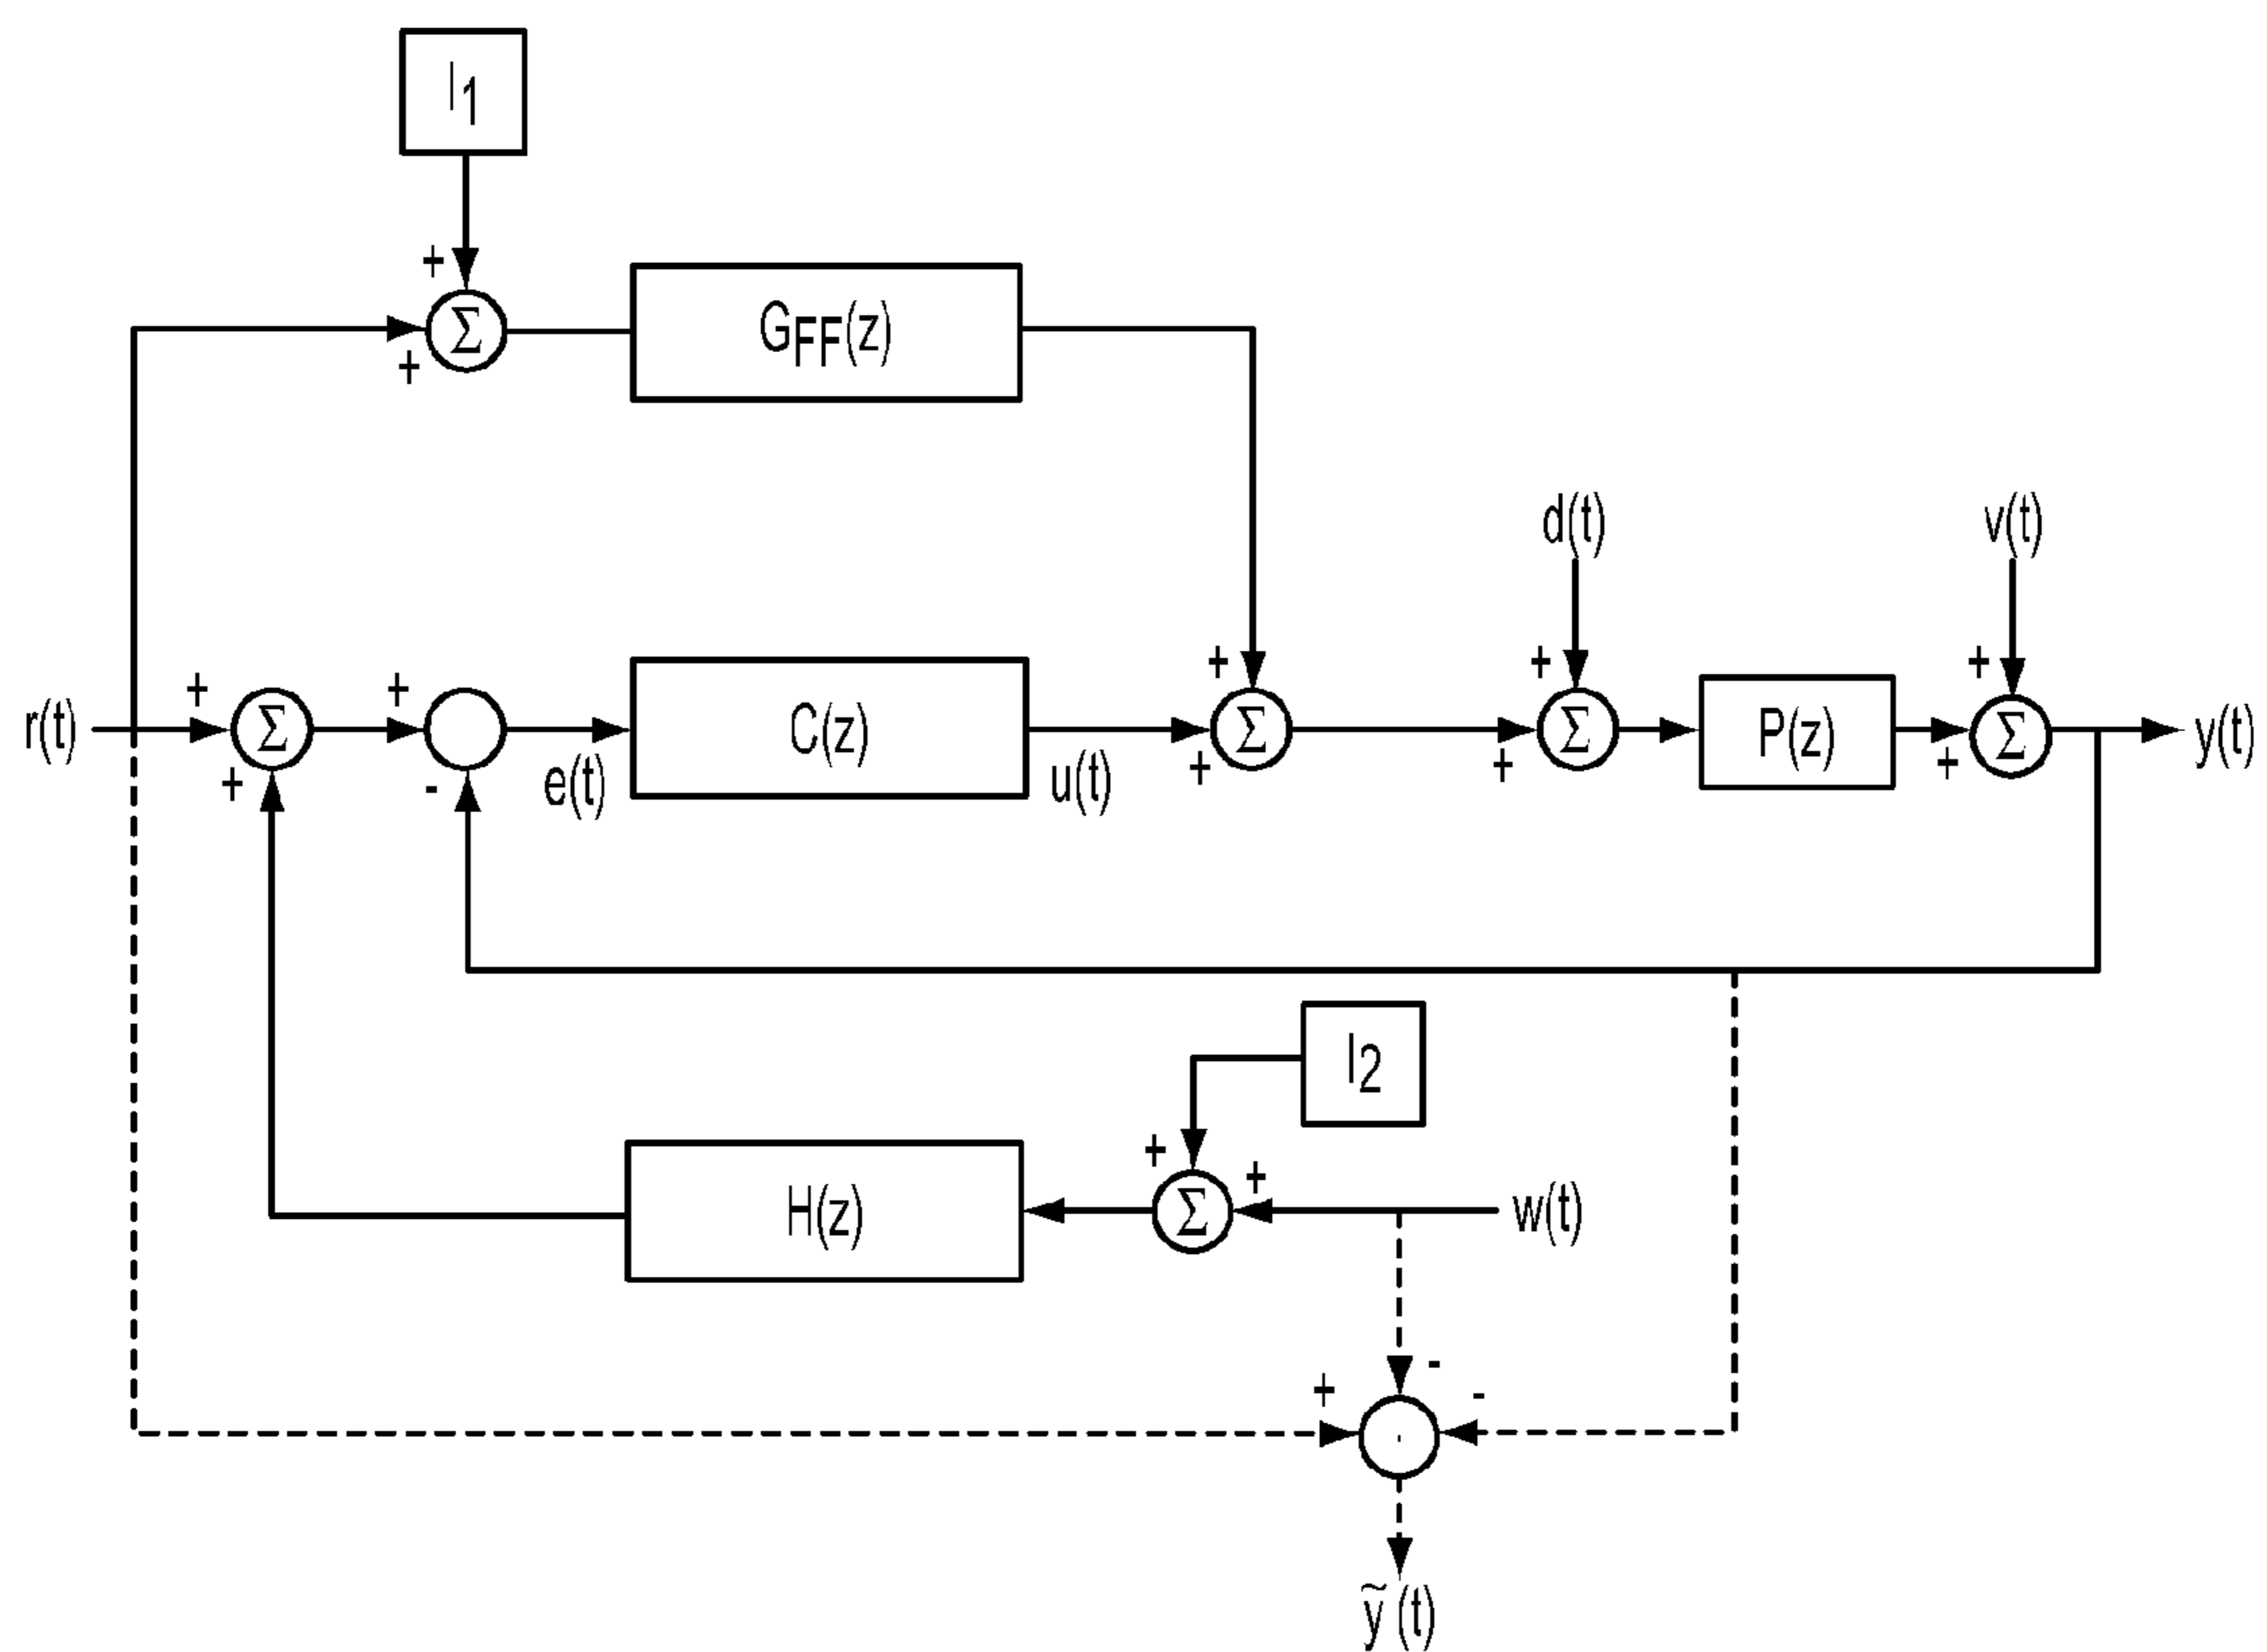 I1
+
Σ
+
GFF(z)
d(t)
v(t)
+
+
+
+
+
r(t)
Σ
C(z)
Σ
Σ
P(z)
Σ
y(t)
+
-
e(t)
u(t)
+
+
+
I2
+
+
H(z)
Σ
w(t)
-
+
-
ỹ(t)